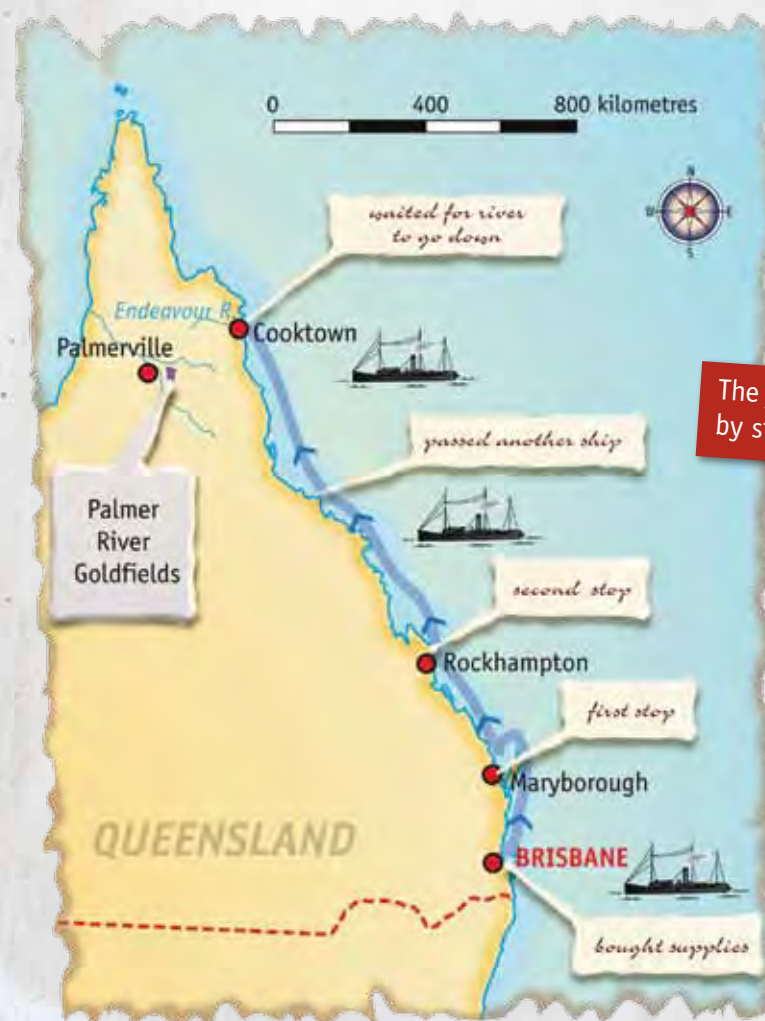 0 400 800 kilometres
N
E
S
waited for river
to go down
Endeavour R.
Cooktown
Palmerville
The
by st
passed another ship
Palmer
River
Goldfields
second stop
Rockhampton
first stop
Maryborough
QUEENSLAND
BRISBANE
bought supplies